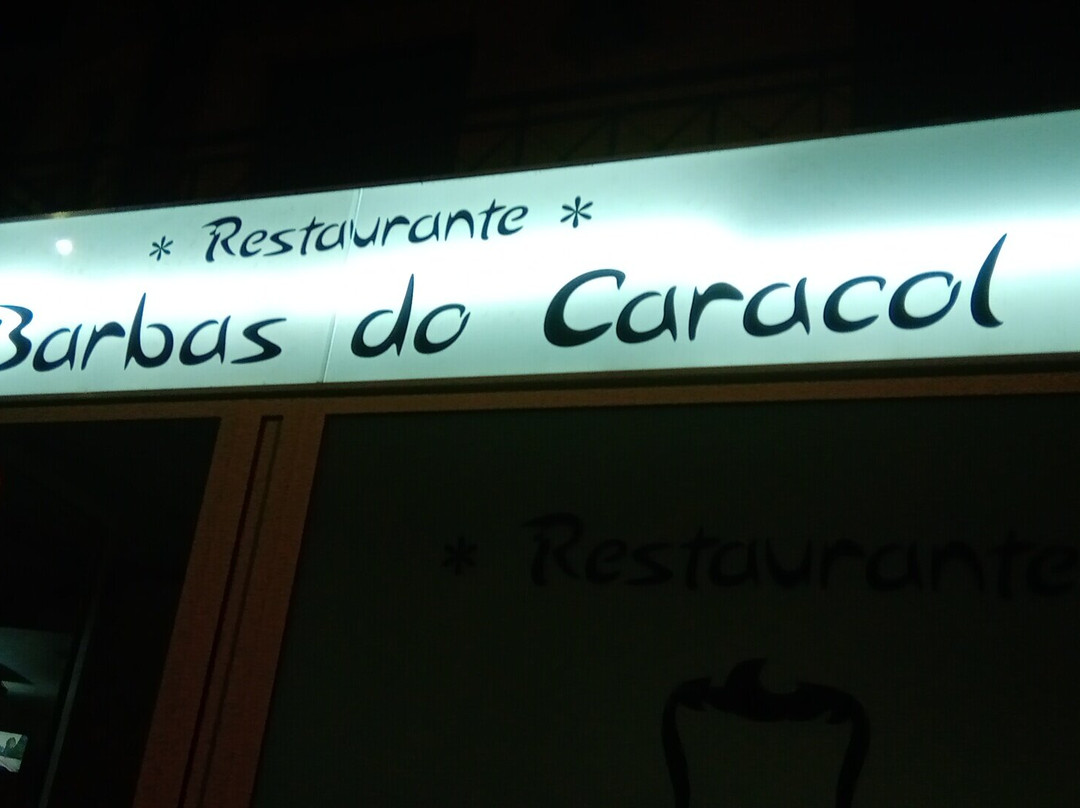 * Restaurante *
Barbas do Caracol
* Restaurante